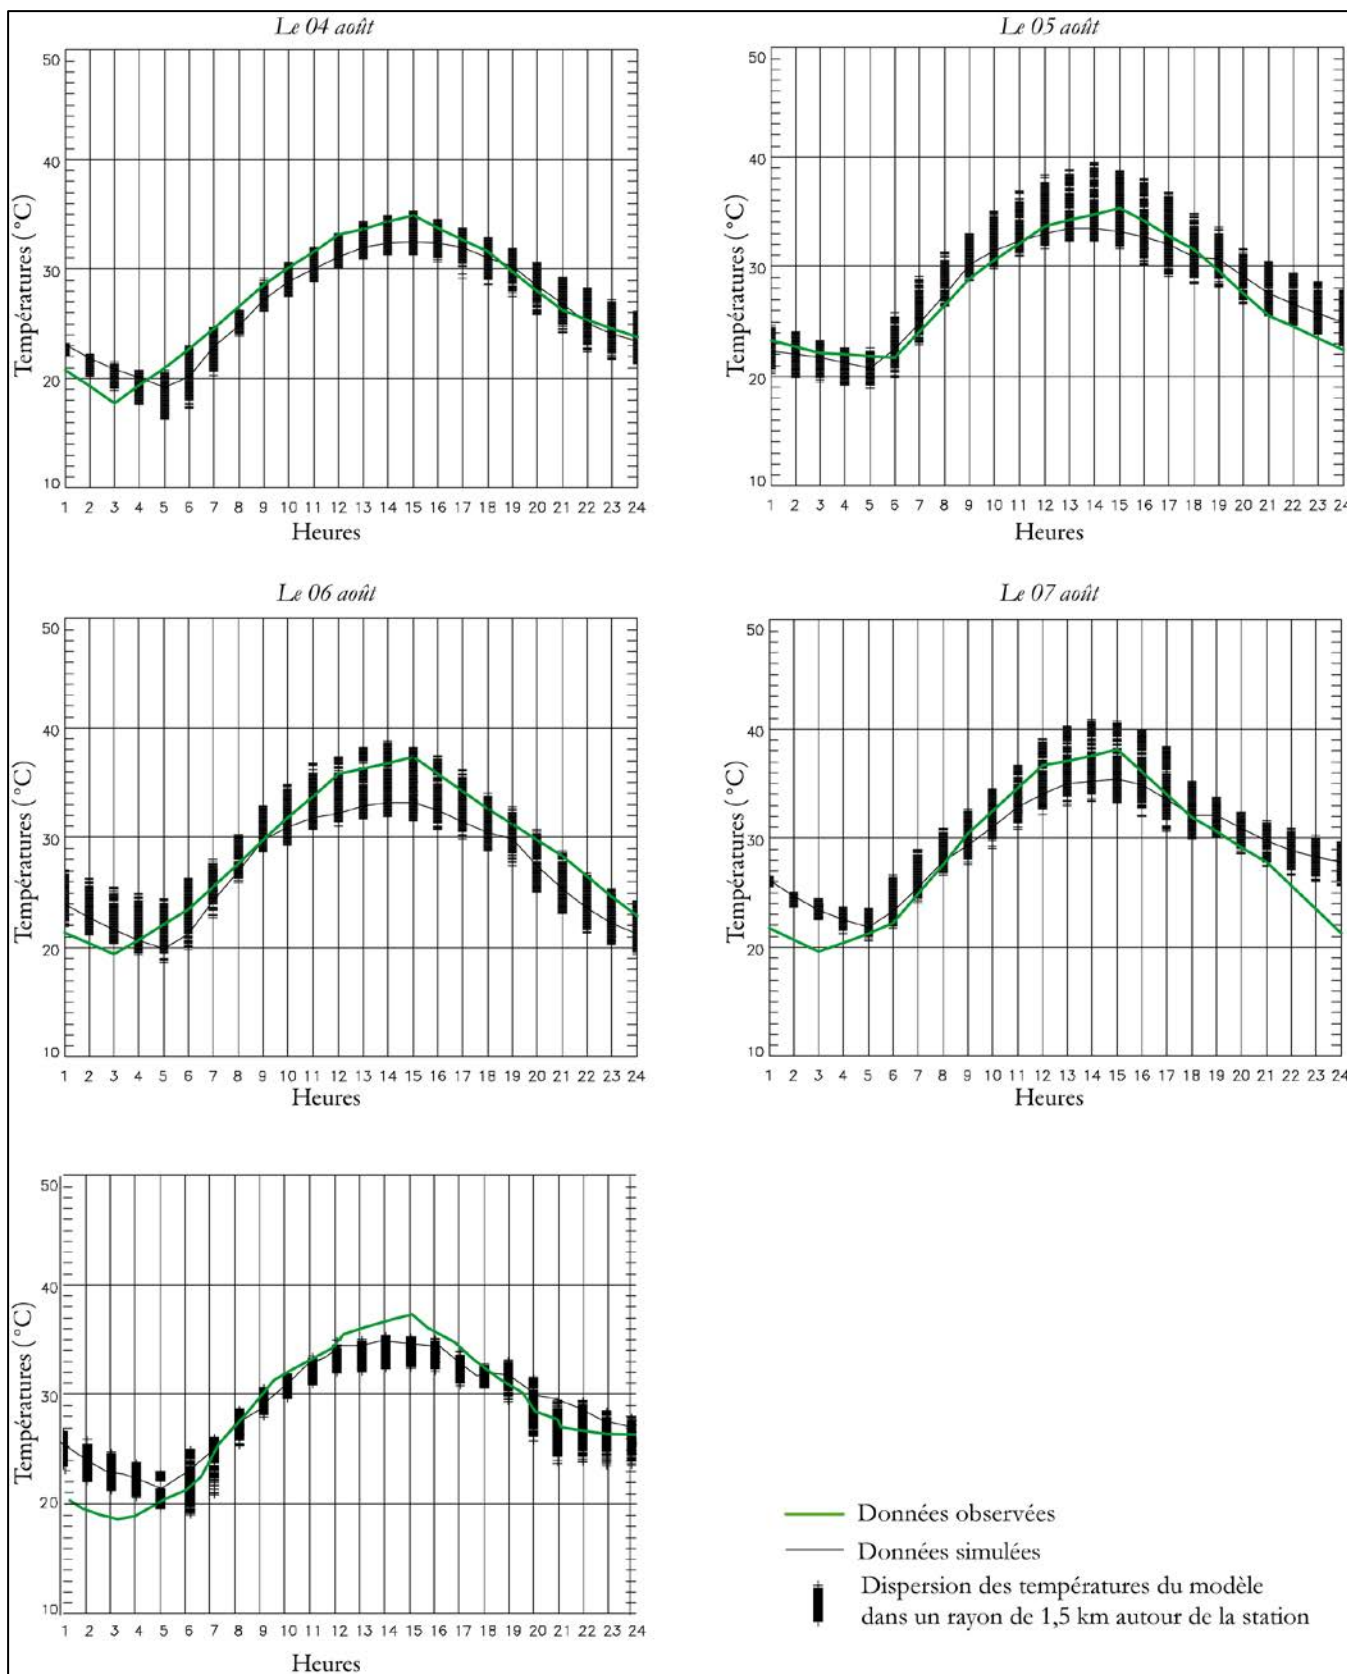 Le 04 août
50
40
30
20
10
Températures (°C)
1 2 3 4 5 6 7 8 9 10 11 12 13 14 15 16 17 18 19 20 21 22 23 24
Heures
Le 05 août
50
40
30
20
10
Températures (°C)
1 2 3 4 5 6 7 8 9 10 11 12 13 14 15 16 17 18 19 20 21 22 23 24
Heures
Le 06 août
50
40
30
20
10
Températures (°C)
1 2 3 4 5 6 7 8 9 10 11 12 13 14 15 16 17 18 19 20 21 22 23 24
Heures
Le 07 août
50
40
30
20
10
Températures (°C)
1 2 3 4 5 6 7 8 9 10 11 12 13 14 15 16 17 18 19 20 21 22 23 24
Heures
50
40
30
20
10
Températures (°C)
1 2 3 4 5 6 7 8 9 10 11 12 13 14 15 16 17 18 19 20 21 22 23 24
Heures
Données observées
Données simulées
Dispersion des températures du modèle
dans un rayon de 1,5 km autour de la station